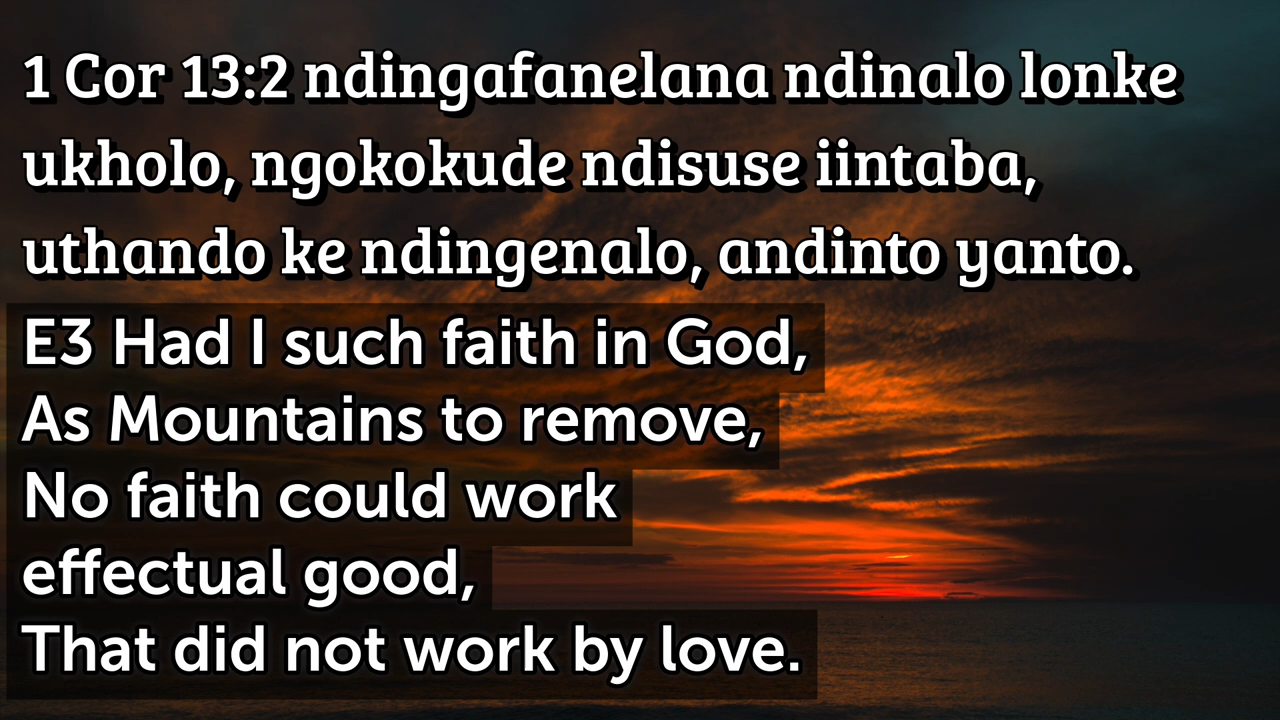 1 Cor 13:2 ndingafanelana ndinalo lonke
ukholo, ngokokude ndisuse iintaba,
uthando ke ndingenalo, andinto yanto.
E3 Had I such faith in God,
As Mountains to remove,
No faith could work
effectual good,
That did not work by love.